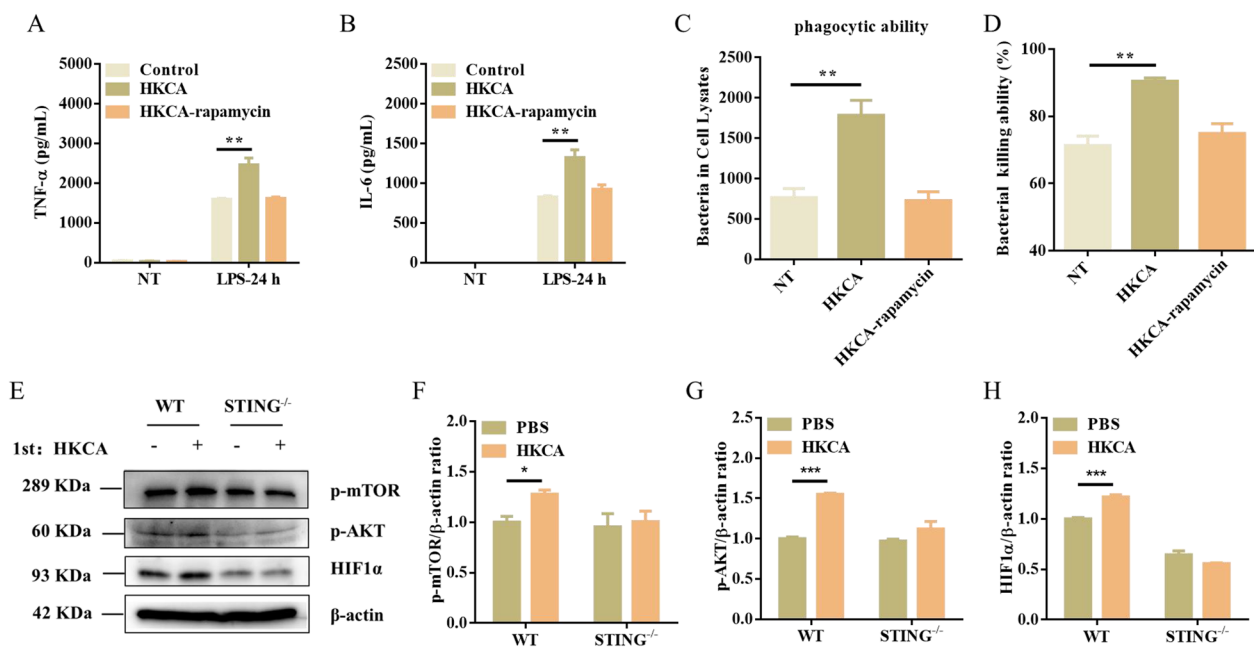 A
TNF-α (pg/mL)
5000
4000
3000
2000
1000
0
Control
HKCA
HKCA-rapamycin
**
NT
LPS-24 h
B
IL-6 (pg/mL)
2500
2000
1500
1000
500
0
Control
HKCA
HKCA-rapamycin
**
NT
LPS-24 h
C
phagocytic ability
Bacteria in Cell Lysates
2500
2000
1500
1000
500
0
**
NT
HKCA
HKCA-rapamycin
D
Bacterial killing ability (%)
100
80
60
40
**
NT
HKCA
HKCA-rapamycin
E
WT STING-/-
1st: HKCA - + - +
289 KDa p-mTOR
60 KDa p-AKT
93 KDa HIF1α
42 KDa β-actin
F
p-mTOR/β-actin ratio
2.0
1.5
1.0
0.5
0.0
PBS
HKCA
*
WT
STING-/-
G
p-AKT/β-actin ratio
2.5
2.0
1.5
1.0
0.5
0.0
PBS
HKCA
***
WT
STING-/-
H
HIF1α/β-actin ratio
2.0
1.5
1.0
0.5
0.0
PBS
HKCA
***
WT
STING-/-